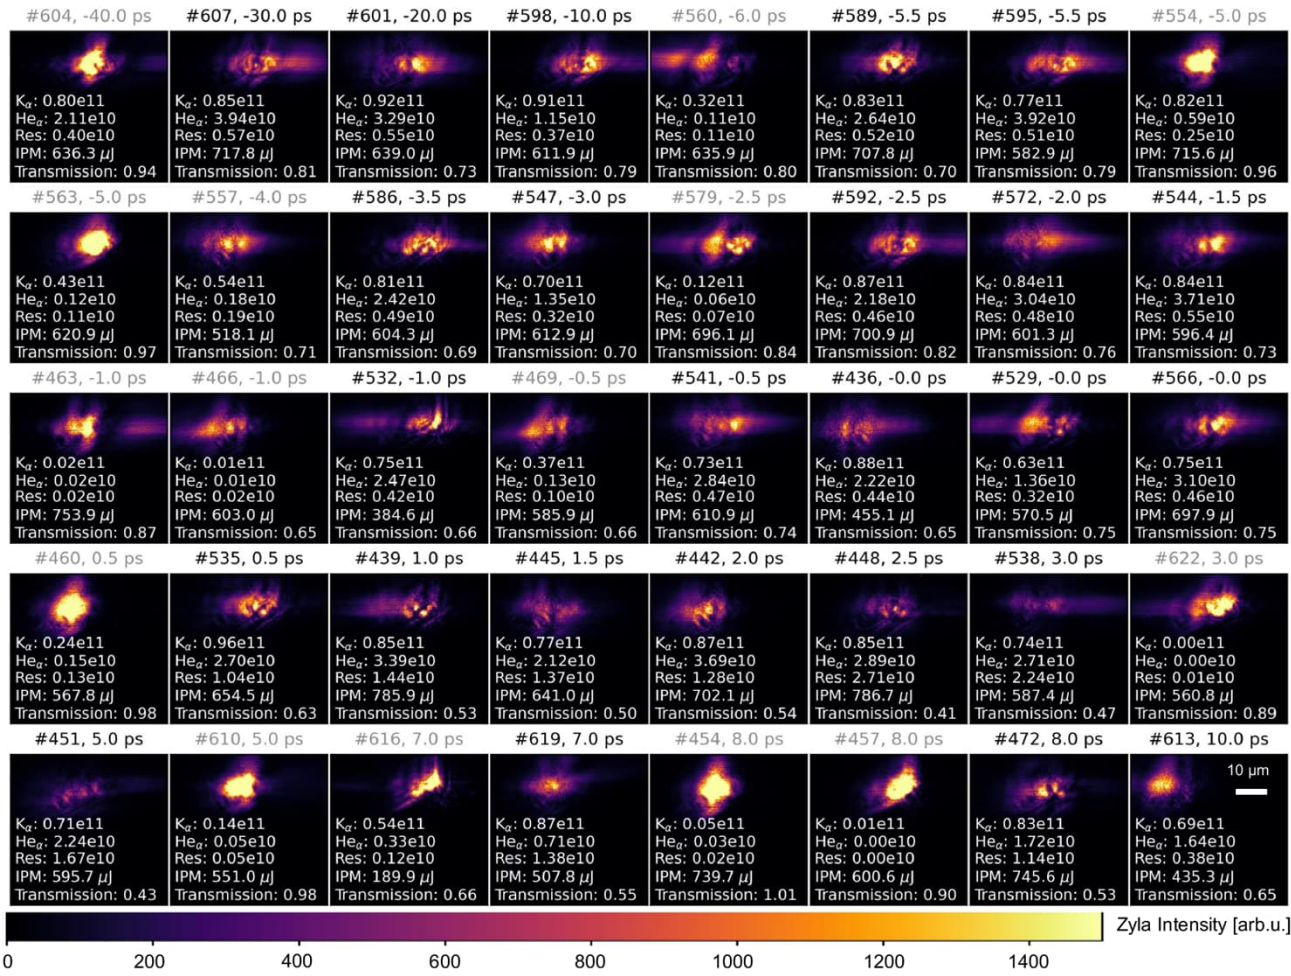 #604, -40.0 ps #607, -30.0 ps #601, -20.0 ps #598, -10.0 ps #560, -6.0 ps #589, -5.5 ps #595, -5.5 ps #554, -5.0 ps
Kα: 0.80e11 Kα: 0.85e11 Kα: 0.92e11 Kα: 0.91e11 Kα: 0.32e11 Kα: 0.83e11 Kα: 0.77e11 Kα: 0.82e11
Heα: 2.11e10 Heα: 3.94e10 Heα: 3.29e10 Heα: 1.15e10 Heα: 0.11e10 Heα: 2.64e10 Heα: 3.92e10 Heα: 0.59e10
Res: 0.40e10 Res: 0.57e10 Res: 0.55e10 Res: 0.37e10 Res: 0.11e10 Res: 0.52e10 Res: 0.51e10 Res: 0.25e10
IPM: 636.3 μJ IPM: 717.8 μJ IPM: 639.0 μJ IPM: 611.9 μJ IPM: 635.9 μJ IPM: 707.8 μJ IPM: 582.9 μJ IPM: 715.6 μJ
Transmission: 0.94 Transmission: 0.81 Transmission: 0.73 Transmission: 0.79 Transmission: 0.80 Transmission: 0.70 Transmission: 0.79 Transmission: 0.96
#563, -5.0 ps #557, -4.0 ps #586, -3.5 ps #547, -3.0 ps #579, -2.5 ps #592, -2.5 ps #572, -2.0 ps #544, -1.5 ps
Kα: 0.43e11 Kα: 0.54e11 Kα: 0.81e11 Kα: 0.70e11 Kα: 0.12e11 Kα: 0.87e11 Kα: 0.84e11 Kα: 0.84e11
Heα: 0.12e10 Heα: 0.18e10 Heα: 2.42e10 Heα: 1.35e10 Heα: 0.06e10 Heα: 2.18e10 Heα: 3.04e10 Heα: 3.71e10
Res: 0.11e10 Res: 0.19e10 Res: 0.49e10 Res: 0.32e10 Res: 0.07e10 Res: 0.46e10 Res: 0.48e10 Res: 0.55e10
IPM: 620.9 μJ IPM: 518.1 μJ IPM: 604.3 μJ IPM: 612.9 μJ IPM: 696.1 μJ IPM: 700.9 μJ IPM: 601.3 μJ IPM: 596.4 μJ
Transmission: 0.97 Transmission: 0.71 Transmission: 0.69 Transmission: 0.70 Transmission: 0.84 Transmission: 0.82 Transmission: 0.76 Transmission: 0.73
#463, -1.0 ps #466, -1.0 ps #532, -1.0 ps #469, -0.5 ps #541, -0.5 ps #436, -0.0 ps #529, -0.0 ps #566, -0.0 ps
Kα: 0.02e11 Kα: 0.01e11 Kα: 0.75e11 Kα: 0.37e11 Kα: 0.73e11 Kα: 0.88e11 Kα: 0.63e11 Kα: 0.75e11
Heα: 0.02e10 Heα: 0.01e10 Heα: 2.47e10 Heα: 0.13e10 Heα: 2.84e10 Heα: 2.22e10 Heα: 1.36e10 Heα: 3.10e10
Res: 0.02e10 Res: 0.02e10 Res: 0.42e10 Res: 0.10e10 Res: 0.47e10 Res: 0.44e10 Res: 0.32e10 Res: 0.46e10
IPM: 753.9 μJ IPM: 603.0 μJ IPM: 384.6 μJ IPM: 585.9 μJ IPM: 610.9 μJ IPM: 455.1 μJ IPM: 570.5 μJ IPM: 697.9 μJ
Transmission: 0.87 Transmission: 0.65 Transmission: 0.66 Transmission: 0.66 Transmission: 0.74 Transmission: 0.65 Transmission: 0.75 Transmission: 0.75
#460, 0.5 ps #535, 0.5 ps #439, 1.0 ps #445, 1.5 ps #442, 2.0 ps #448, 2.5 ps #538, 3.0 ps #622, 3.0 ps
Kα: 0.24e11 Kα: 0.96e11 Kα: 0.85e11 Kα: 0.77e11 Kα: 0.87e11 Kα: 0.85e11 Kα: 0.74e11 Kα: 0.00e11
Heα: 0.15e10 Heα: 2.70e10 Heα: 3.39e10 Heα: 2.12e10 Heα: 3.69e10 Heα: 2.89e10 Heα: 2.71e10 Heα: 0.00e10
Res: 0.13e10 Res: 1.04e10 Res: 1.44e10 Res: 1.37e10 Res: 1.28e10 Res: 2.71e10 Res: 2.24e10 Res: 0.01e10
IPM: 567.8 μJ IPM: 654.5 μJ IPM: 785.9 μJ IPM: 641.0 μJ IPM: 702.1 μJ IPM: 786.7 μJ IPM: 587.4 μJ IPM: 560.8 μJ
Transmission: 0.98 Transmission: 0.63 Transmission: 0.53 Transmission: 0.50 Transmission: 0.54 Transmission: 0.41 Transmission: 0.47 Transmission: 0.89
#451, 5.0 ps #610, 5.0 ps #616, 7.0 ps #619, 7.0 ps #454, 8.0 ps #457, 8.0 ps #472, 8.0 ps #613, 10.0 ps
10 μm
Kα: 0.71e11 Kα: 0.14e11 Kα: 0.54e11 Kα: 0.87e11 Kα: 0.05e11 Kα: 0.01e11 Kα: 0.83e11 Kα: 0.69e11
Heα: 2.24e10 Heα: 0.05e10 Heα: 0.33e10 Heα: 0.71e10 Heα: 0.03e10 Heα: 0.00e10 Heα: 1.72e10 Heα: 1.64e10
Res: 1.67e10 Res: 0.05e10 Res: 0.12e10 Res: 1.38e10 Res: 0.02e10 Res: 0.00e10 Res: 1.14e10 Res: 0.38e10
IPM: 595.7 μJ IPM: 551.0 μJ IPM: 189.9 μJ IPM: 507.8 μJ IPM: 739.7 μJ IPM: 600.6 μJ IPM: 745.6 μJ IPM: 435.3 μJ
Transmission: 0.43 Transmission: 0.98 Transmission: 0.66 Transmission: 0.55 Transmission: 1.01 Transmission: 0.90 Transmission: 0.53 Transmission: 0.65
Zyla Intensity [arb.u.]
0 200 400 600 800 1000 1200 1400